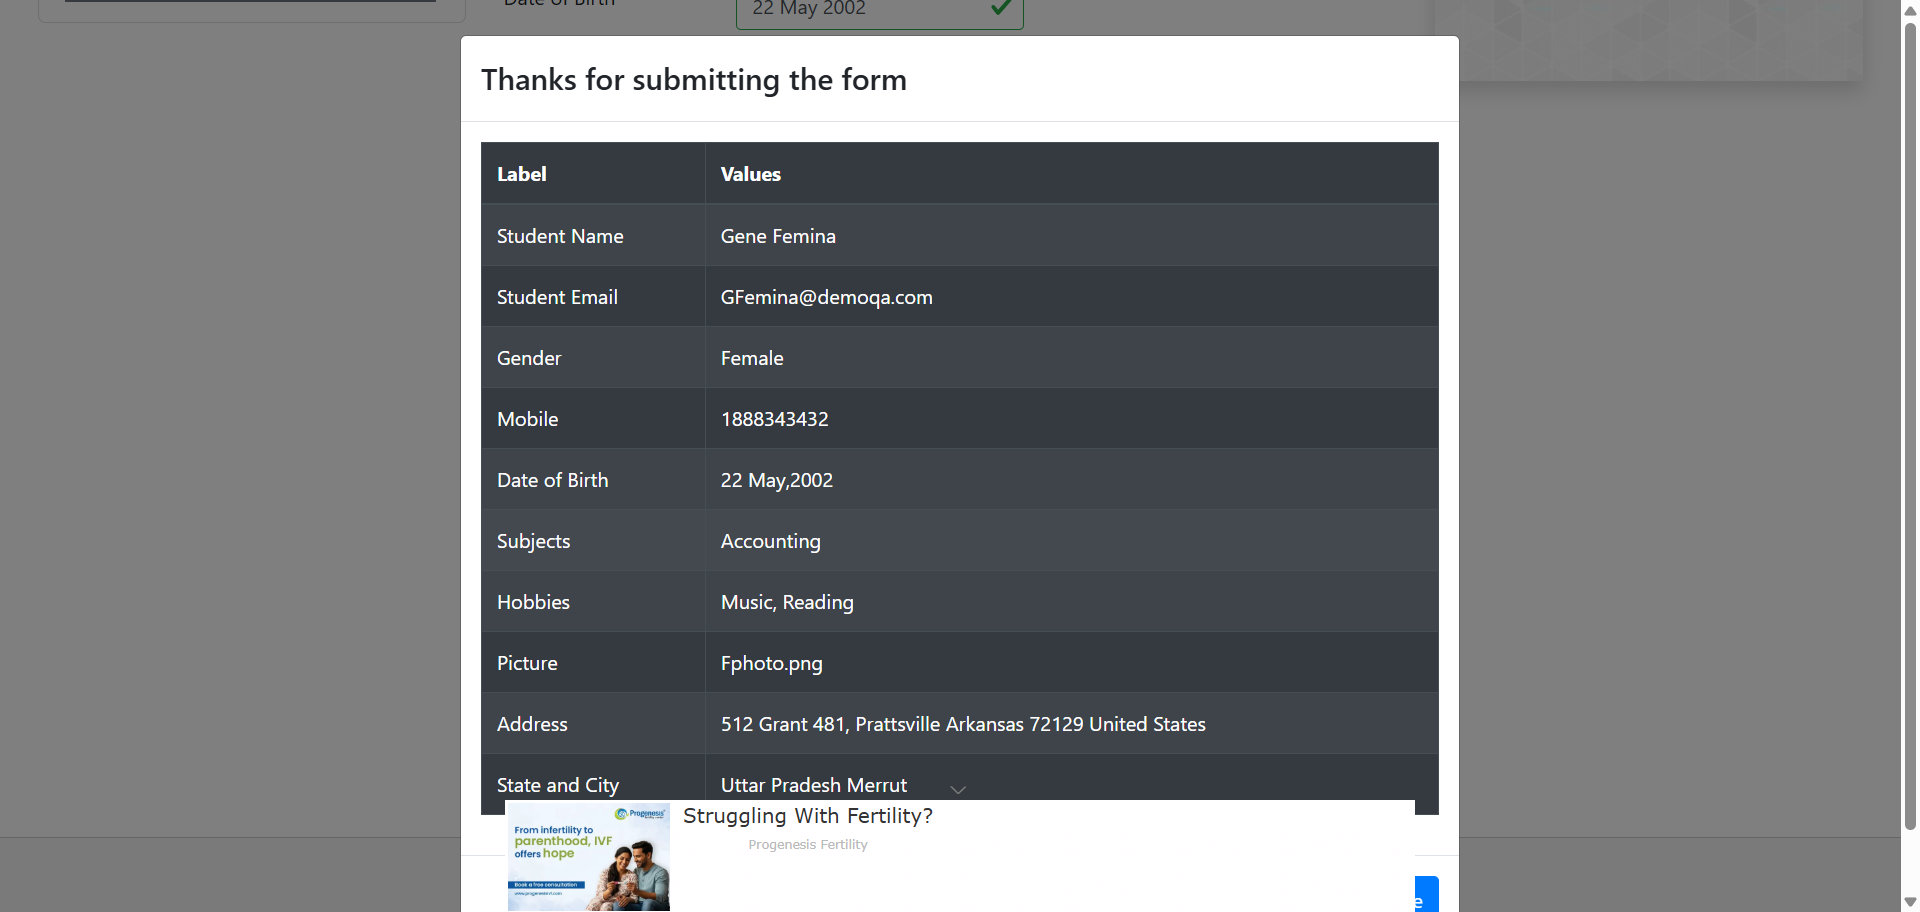 Date of Birth
22 May 2002
Thanks for submitting the form
Label Values
Student Name Gene Femina
Student Email GFemina@demoqa.com
Gender Female
Mobile 1888343432
Date of Birth 22 May,2002
Subjects Accounting
Hobbies Music, Reading
Picture Fphoto.png
Address 512 Grant 481, Prattsville Arkansas 72129 United States
State and City Uttar Pradesh Merrut
Progenesis
From infertility to
parenthood, IVF
offers hope
Book a free consultation
Struggling With Fertility?
Progenesis Fertility
e